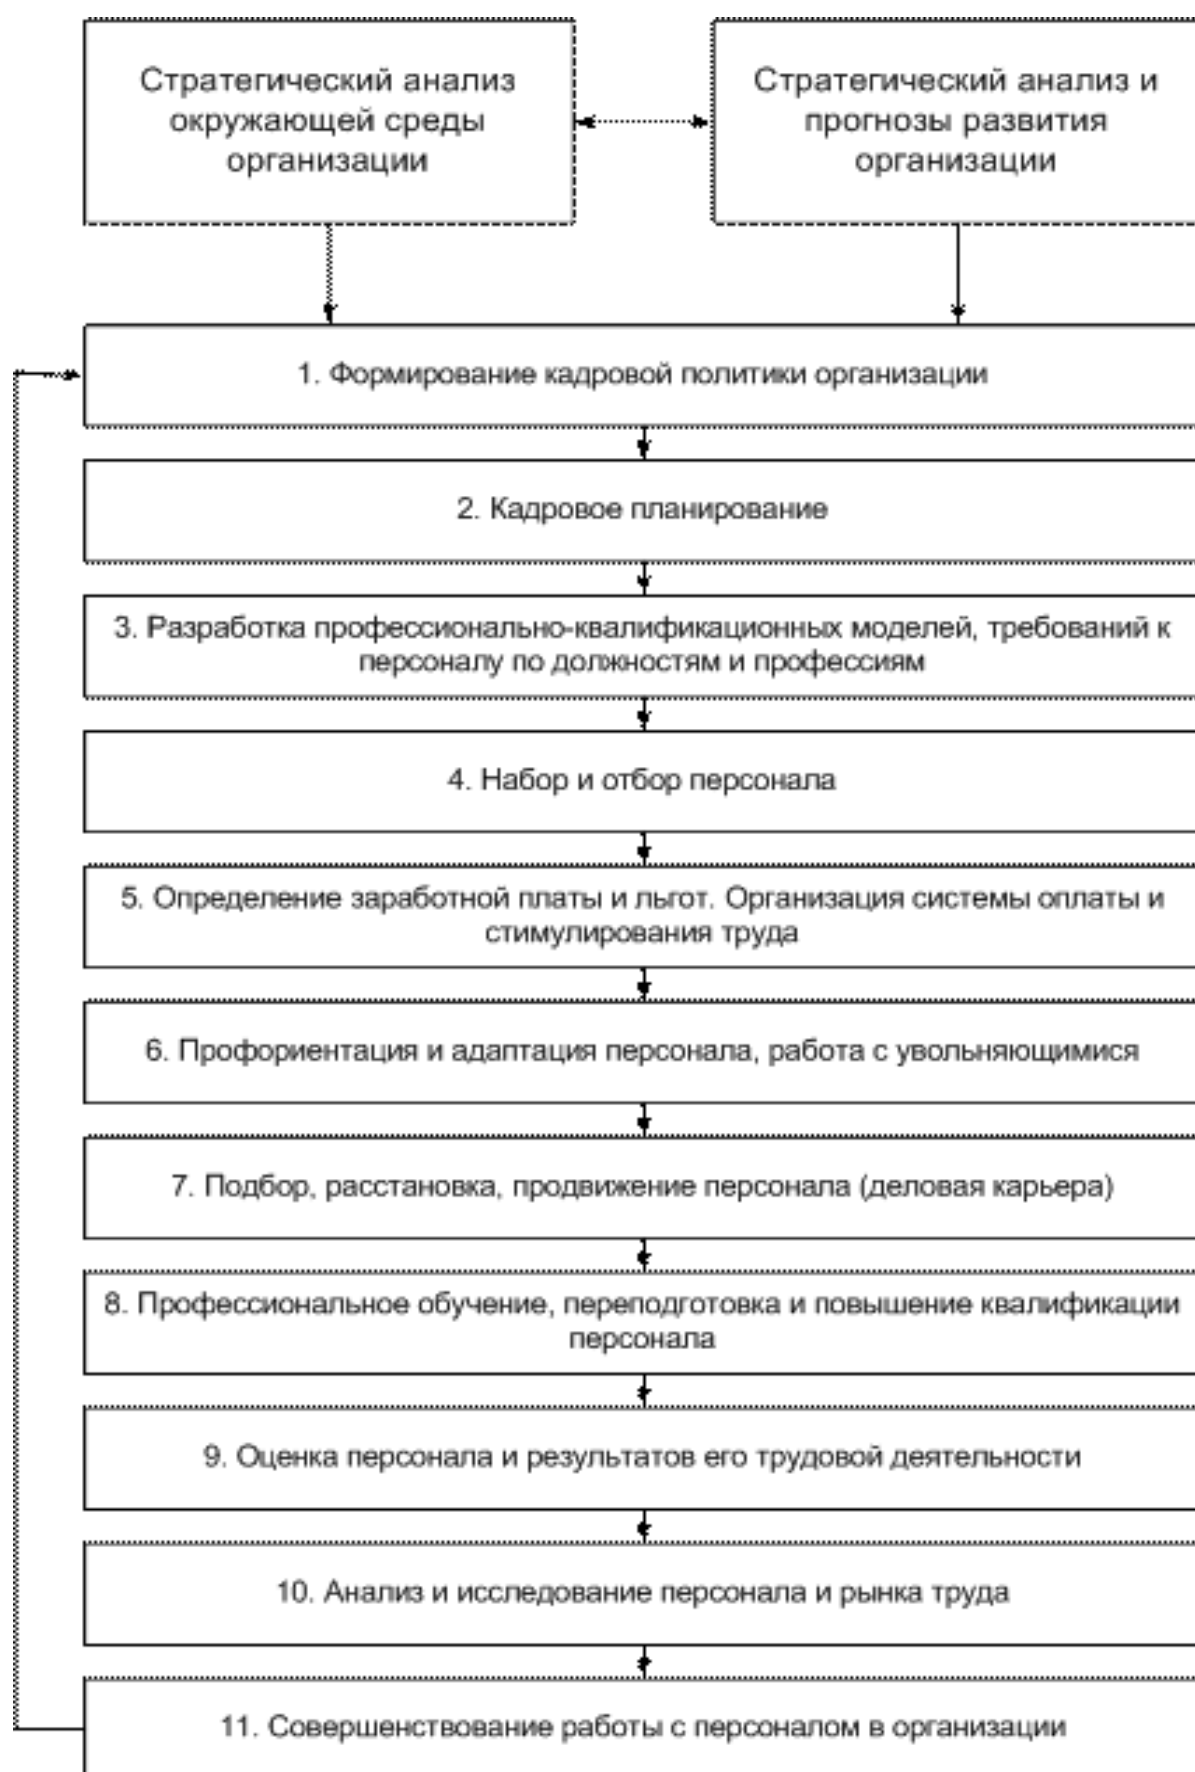 Стратегический анализ
окружающей среды
организации
Стратегический анализ и
прогнозы развития
организации
1. Формирование кадровой политики организации
2. Кадровое планирование
3. Разработка профессионально-квалификационных моделей, требований к
персоналу по должностям и профессиям
4. Набор и отбор персонала
5. Определение заработной платы и льгот. Организация системы оплаты и
стимулирования труда
6. Профориентация и адаптация персонала, работа с увольняющимися
7. Подбор, расстановка, продвижение персонала (деловая карьера)
8. Профессиональное обучение, переподготовка и повышение квалификации
персонала
9. Оценка персонала и результатов его трудовой деятельности
10. Анализ и исследование персонала и рынка труда
11. Совершенствование работы с персоналом в организации